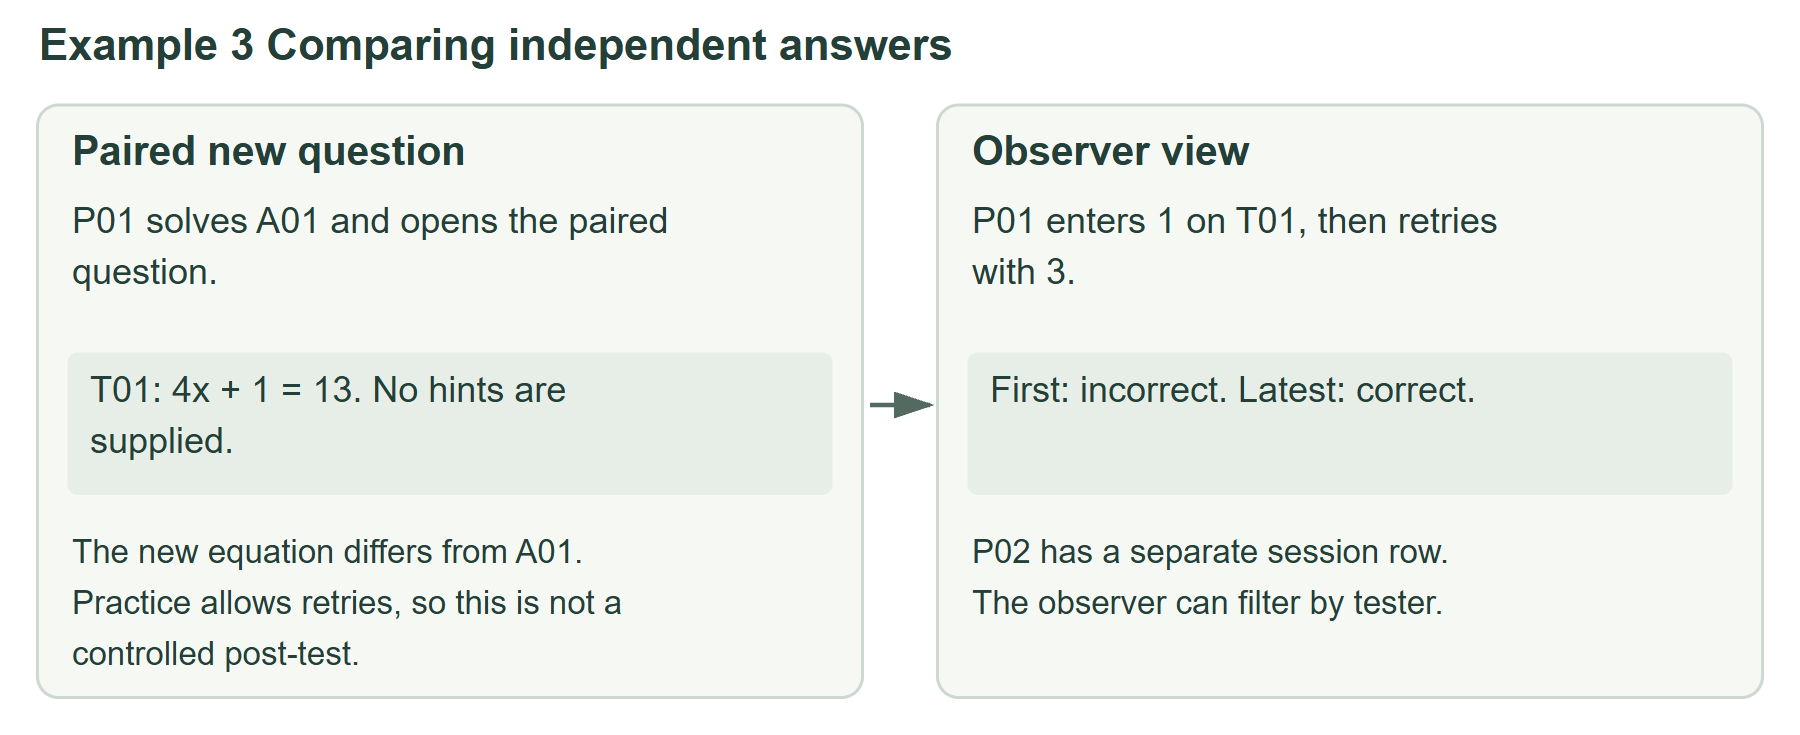 Example 3 Comparing independent answers
Paired new question
P01 solves A01 and opens the paired
question.
T01: 4x + 1 = 13. No hints are
supplied.
The new equation differs from A01.
Practice allows retries, so this is not a
controlled post-test.
Observer view
P01 enters 1 on T01, then retries
with 3.
First: incorrect. Latest: correct.
P02 has a separate session row.
The observer can filter by tester.